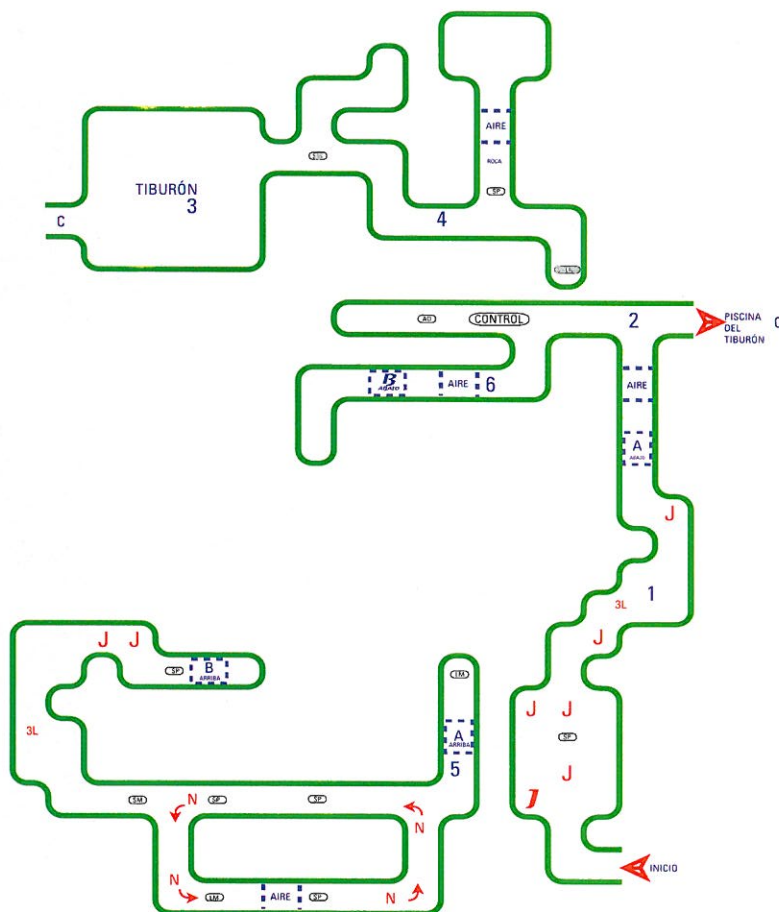 AIRE
ROCA
SP
TIBURÓN
3
C
4
AD
CONTROL
2
PISCINA
DEL
TIBURÓN
C
B
ABAJO
AIRE
6
AIRE
A
ABAJO
J
3L
1
J
J
J
SP
J
J
INICIO
J
J
SP
B
ARRIBA
3L
LM
A
ARRIBA
5
SM
N
SP
SP
N
N
LM
AIRE
SP
N